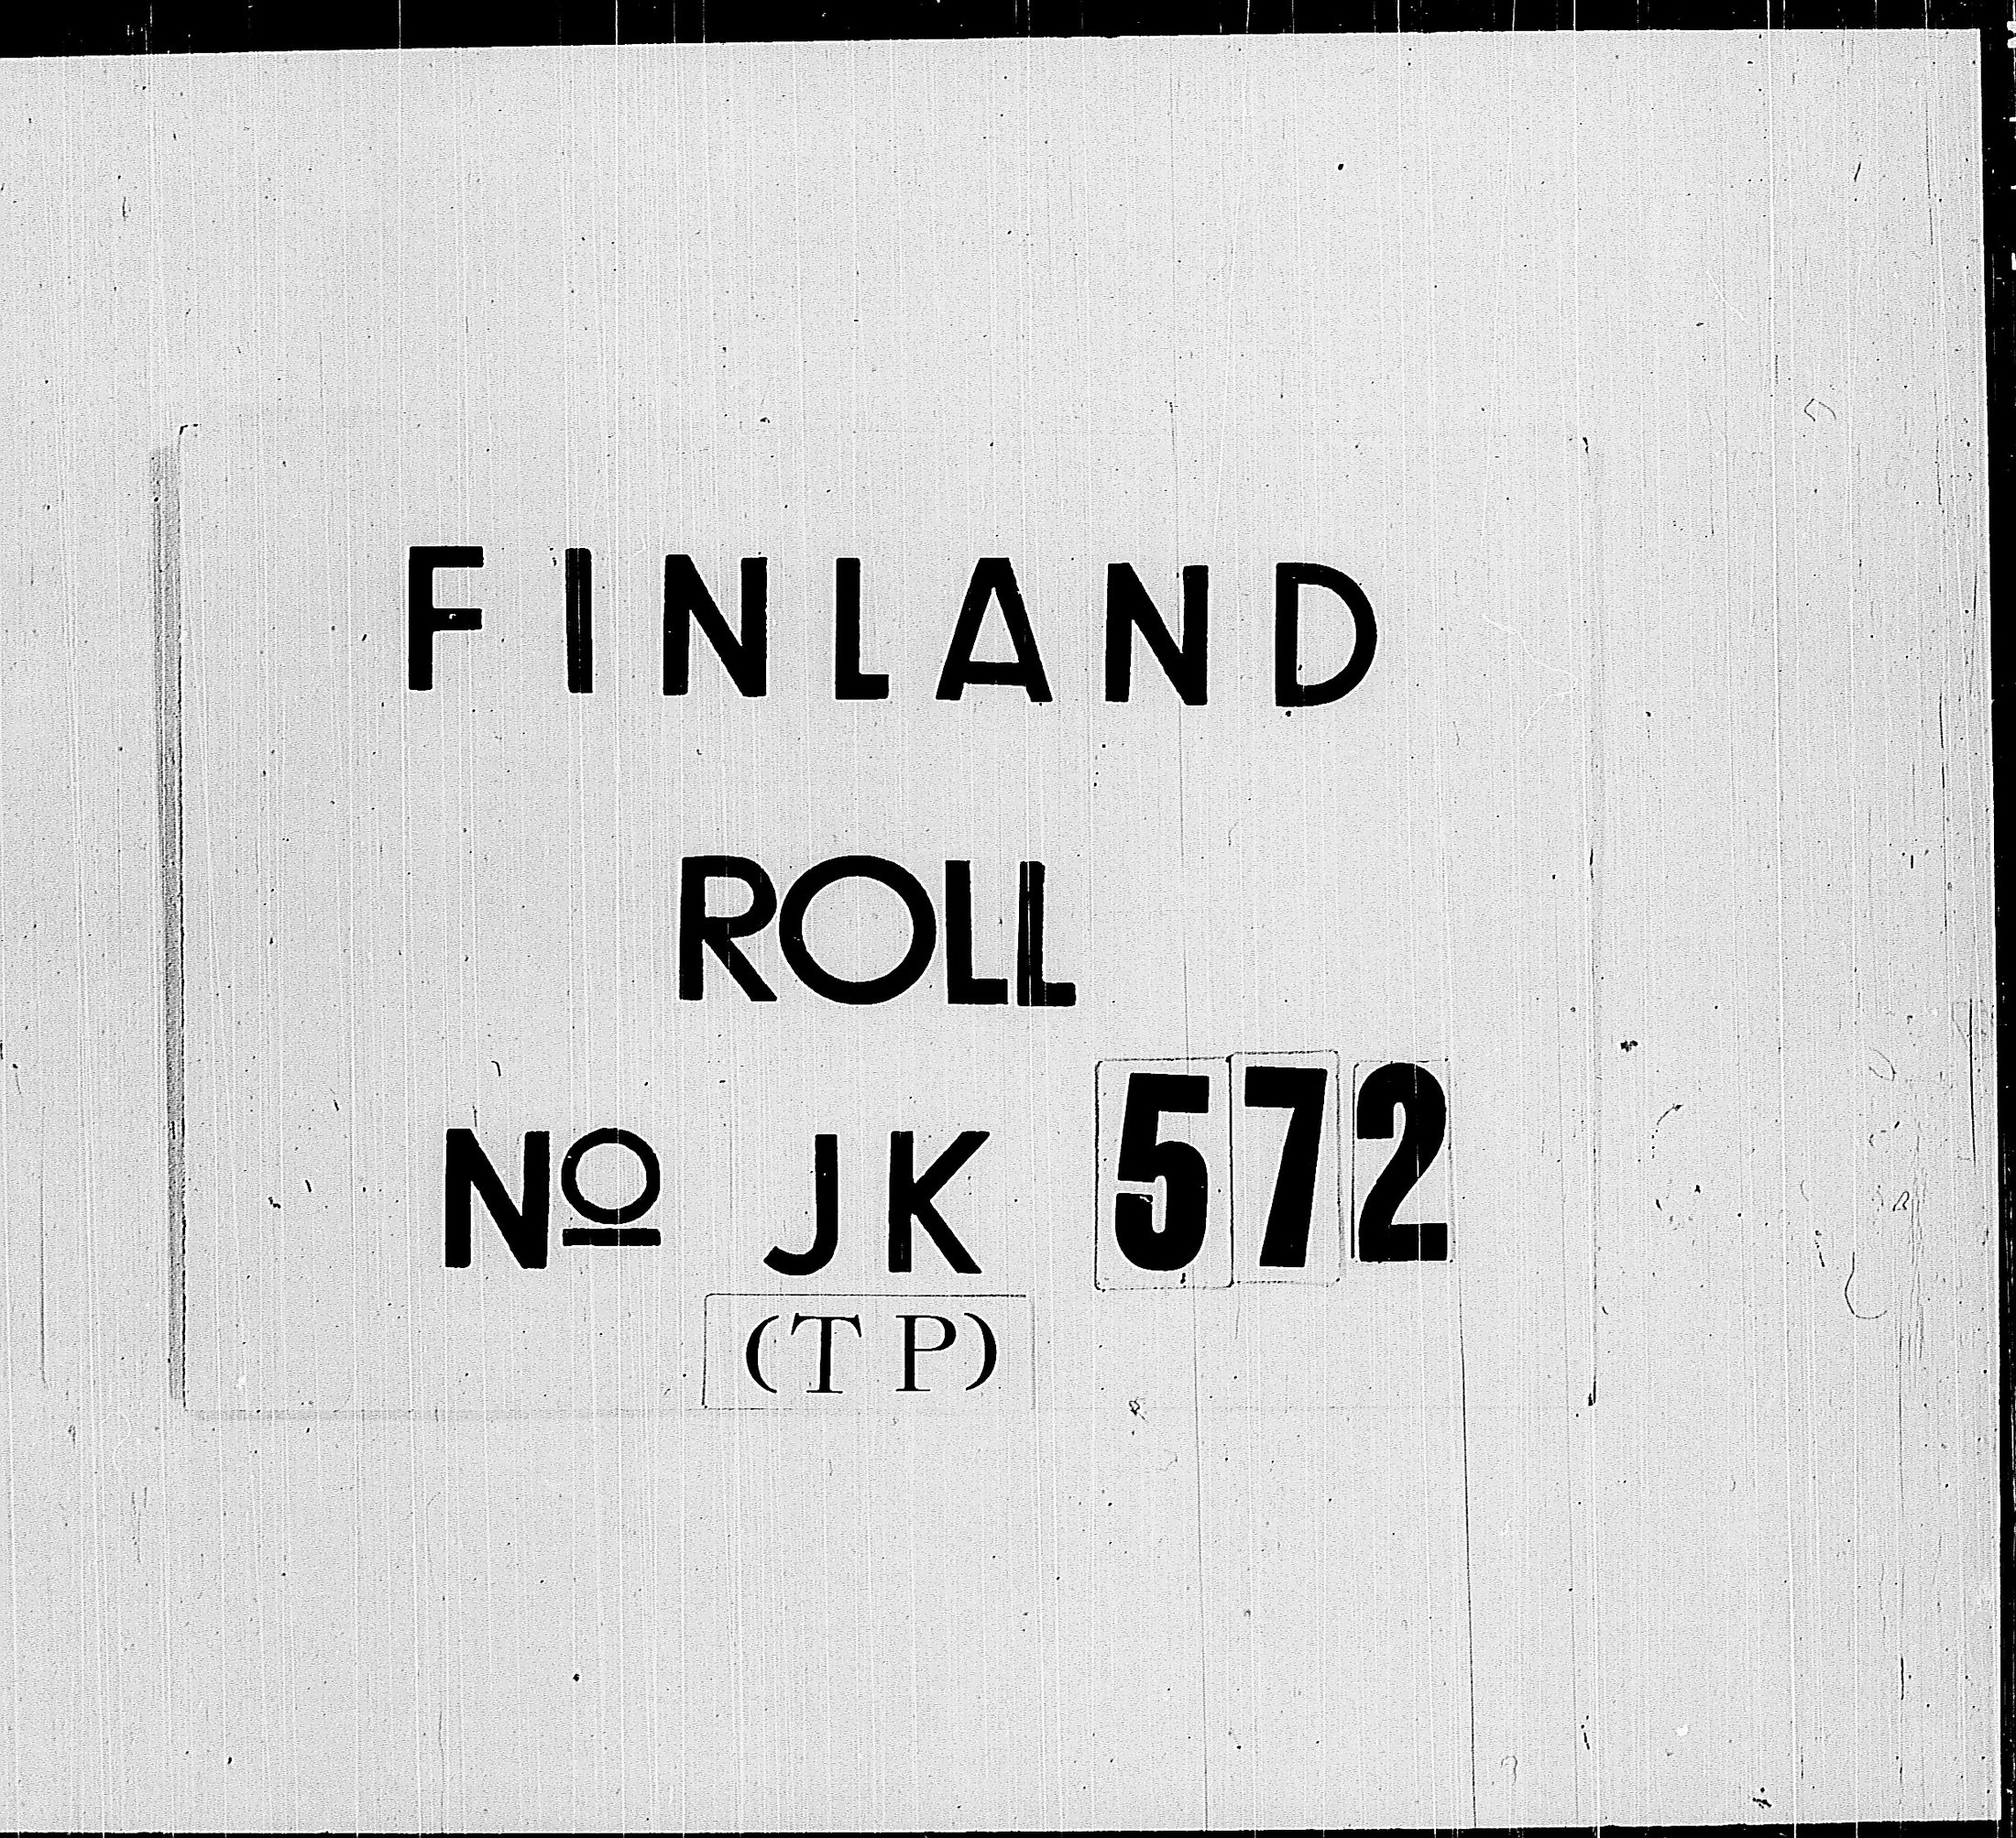 FINLAND
ROLL
Nº JK 572
(TP)